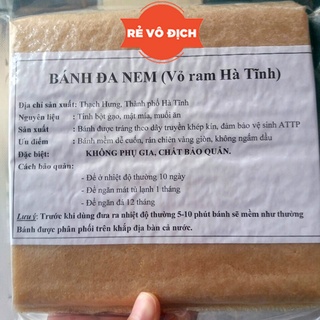 RẺ VÔ ĐỊCH
BÁNH ĐA NEM (Vỏ ram Hà Tĩnh)
Địa chỉ sản xuất: Thạch Hưng, Thành phố Hà Tĩnh
Nguyên liệu : Tinh bột gạo, mật mía, muối ăn
Sản xuất : Bánh được tráng theo dây truyền khép kín, đảm bảo vệ sinh ATTP
Ưu điểm : Bánh mềm dễ cuốn, rán chiên vàng giòn, không ngấm dầu
Đặc biệt: KHÔNG PHỤ GIA, CHẤT BẢO QUẢN.
Cách bảo quản:
- Để ở nhiệt độ thường 10 ngày
- Để ngăn mát tủ lạnh 1 tháng
- Để ngăn đá 12 tháng
Lưu ý: Trước khi dùng đưa ra nhiệt độ thường 5-10 phút bánh sẽ mềm như thường
Bánh được phân phối trên khắp địa bàn cả nước.